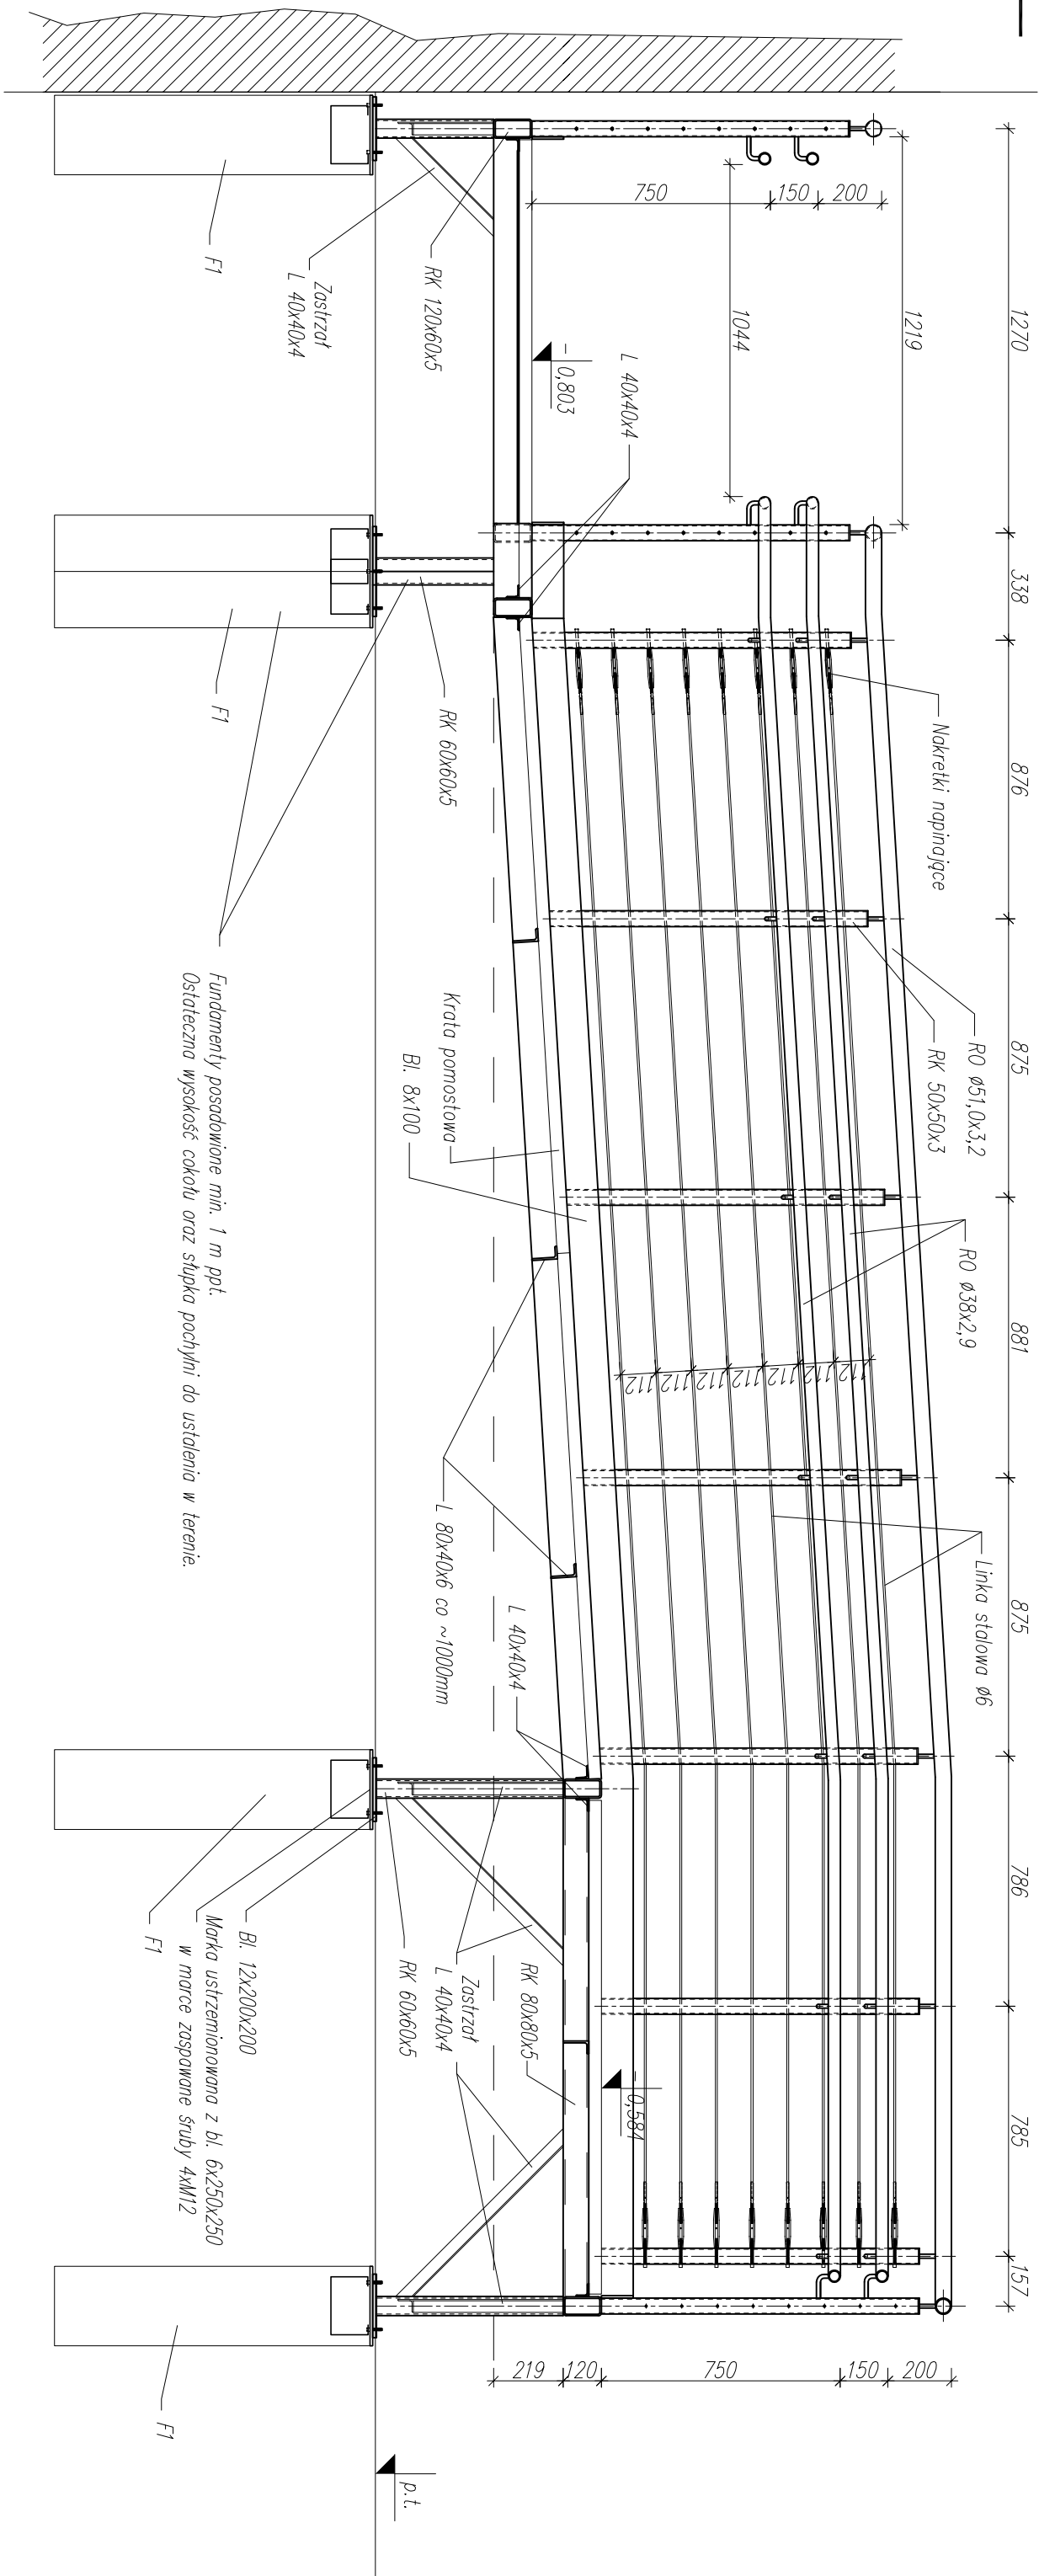 1270
338
876
875
881
875
786
785
157
1219
1044
750
150
200
- 0,803
L 40x40x4
RK 120x60x5
Zastrzał
L 40x40x4
F1
Nakretki napinające
RO ø51,0x3,2
RK 50x50x3
RO ø38x2,9
Linka stalowa ø6
112
112
112
112
112
112
112
RK 60x60x5
F1
Krata pomostowa
Bl. 8x100
L 80x40x6 co ~1000mm
L 40x40x4
Fundamenty posadowione min. 1 m ppt.
Ostateczna wysokość cokołu oraz słupka pochylni do ustalenia w terenie.
RK 80x80x5
- 0,584
Zastrzał
L 40x40x4
RK 60x60x5
Bl. 12x200x200
Marka ustrzemionowana z bl. 6x250x250
w marce zaspawane śruby 4xM12
F1
F1
219
120
750
150
200
p.t.